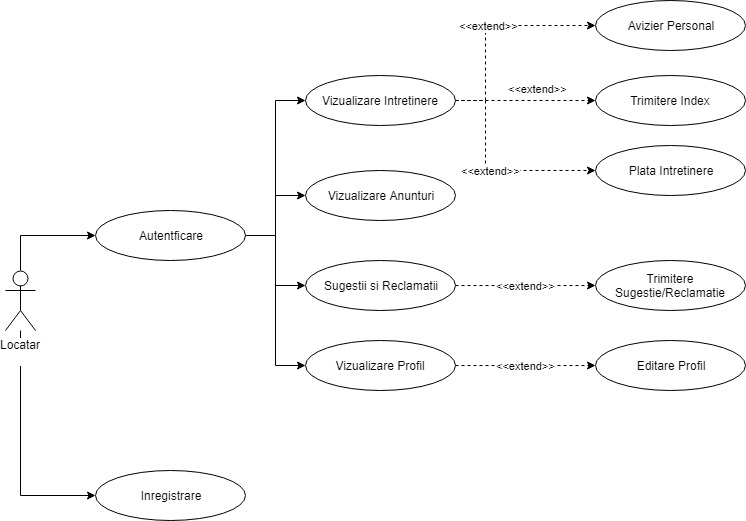 <<extend>>
Avizier Personal
Vizualizare Intretinere
<<extend>>
Trimitere Index
<<extend>>
Plata Intretinere
Vizualizare Anunturi
Autentficare
Sugestii si Reclamatii
<<extend>>
Trimitere
Sugestie/Reclamatie
Locatar
Vizualizare Profil
<<extend>>
Editare Profil
Inregistrare